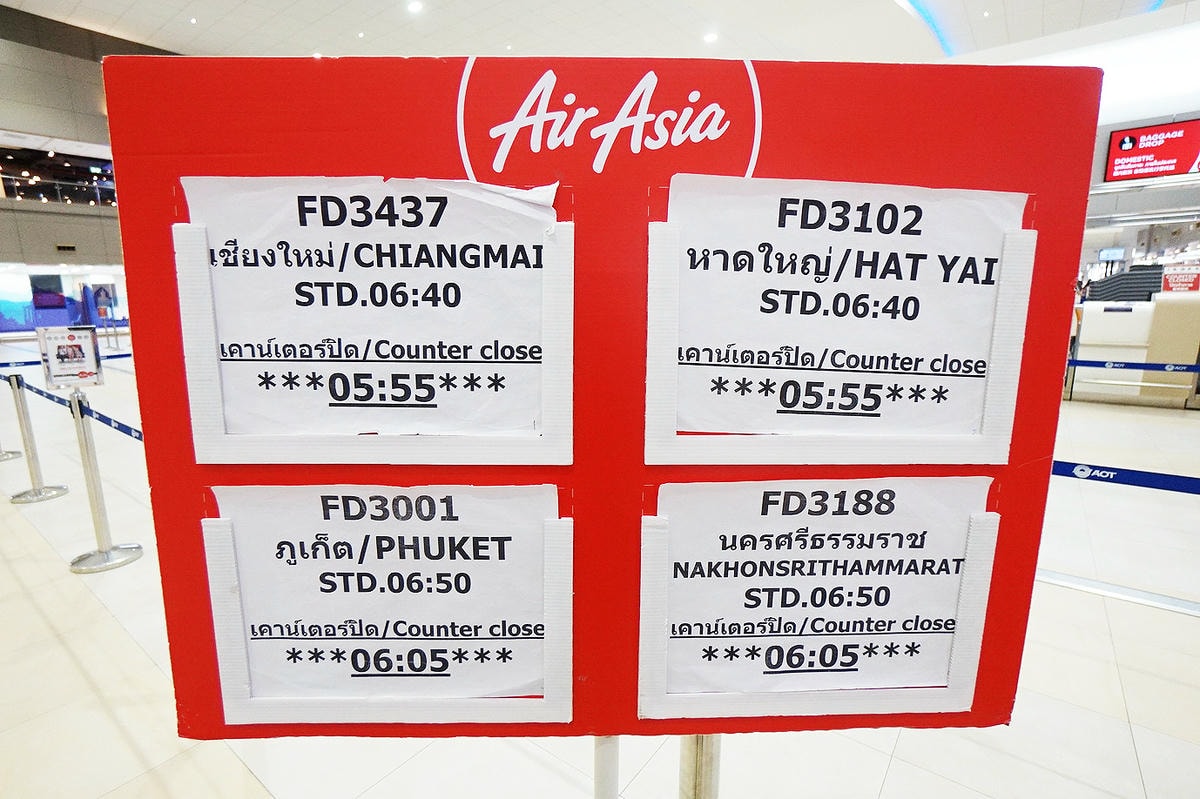 AirAsia
FD3437
เชียงใหม่/CHIANGMAI
STD.06:40
เคาน์เตอร์ปิด/Counter close
***05:55***
FD3102
หาดใหญ่/HAT YAI
STD.06:40
เคาน์เตอร์ปิด/Counter close
***05:55***
FD3001
ภูเก็ต/PHUKET
STD.06:50
เคาน์เตอร์ปิด/Counter close
***06:05***
FD3188
นครศรีธรรมราช
NAKHONSRITHAMMARAT
STD.06:50
เคาน์เตอร์ปิด/Counter close
***06:05***
BAGGAGE
DROP
DOMESTIC
AOT
AOT